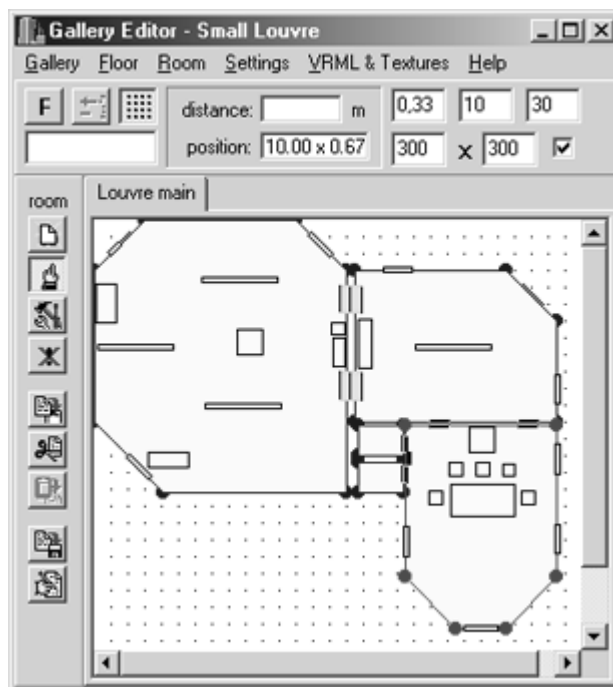 Gallery Editor - Small Louvre
Gallery Floor Room Settings VRML & Textures Help
F distance: m 0,33 10 30
position: 10.00 x 0.67 300 x 300
room Louvre main